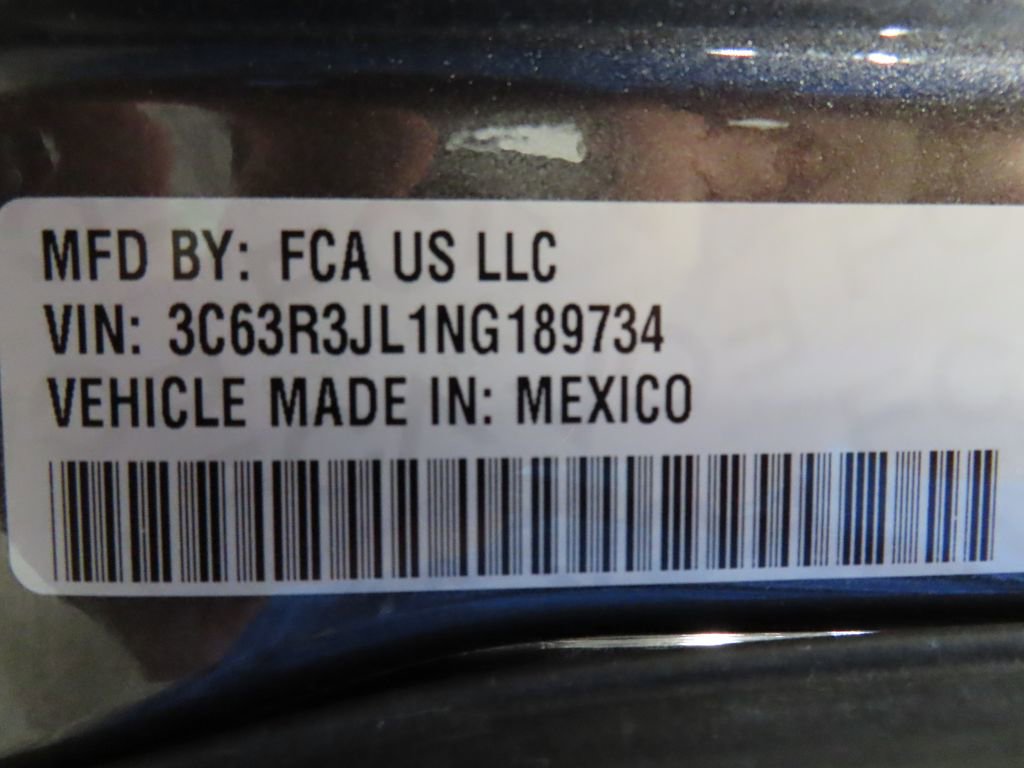 MFD BY: FCA US LLC
VIN: 3C63R3JL1NG189734
VEHICLE MADE IN: MEXICO